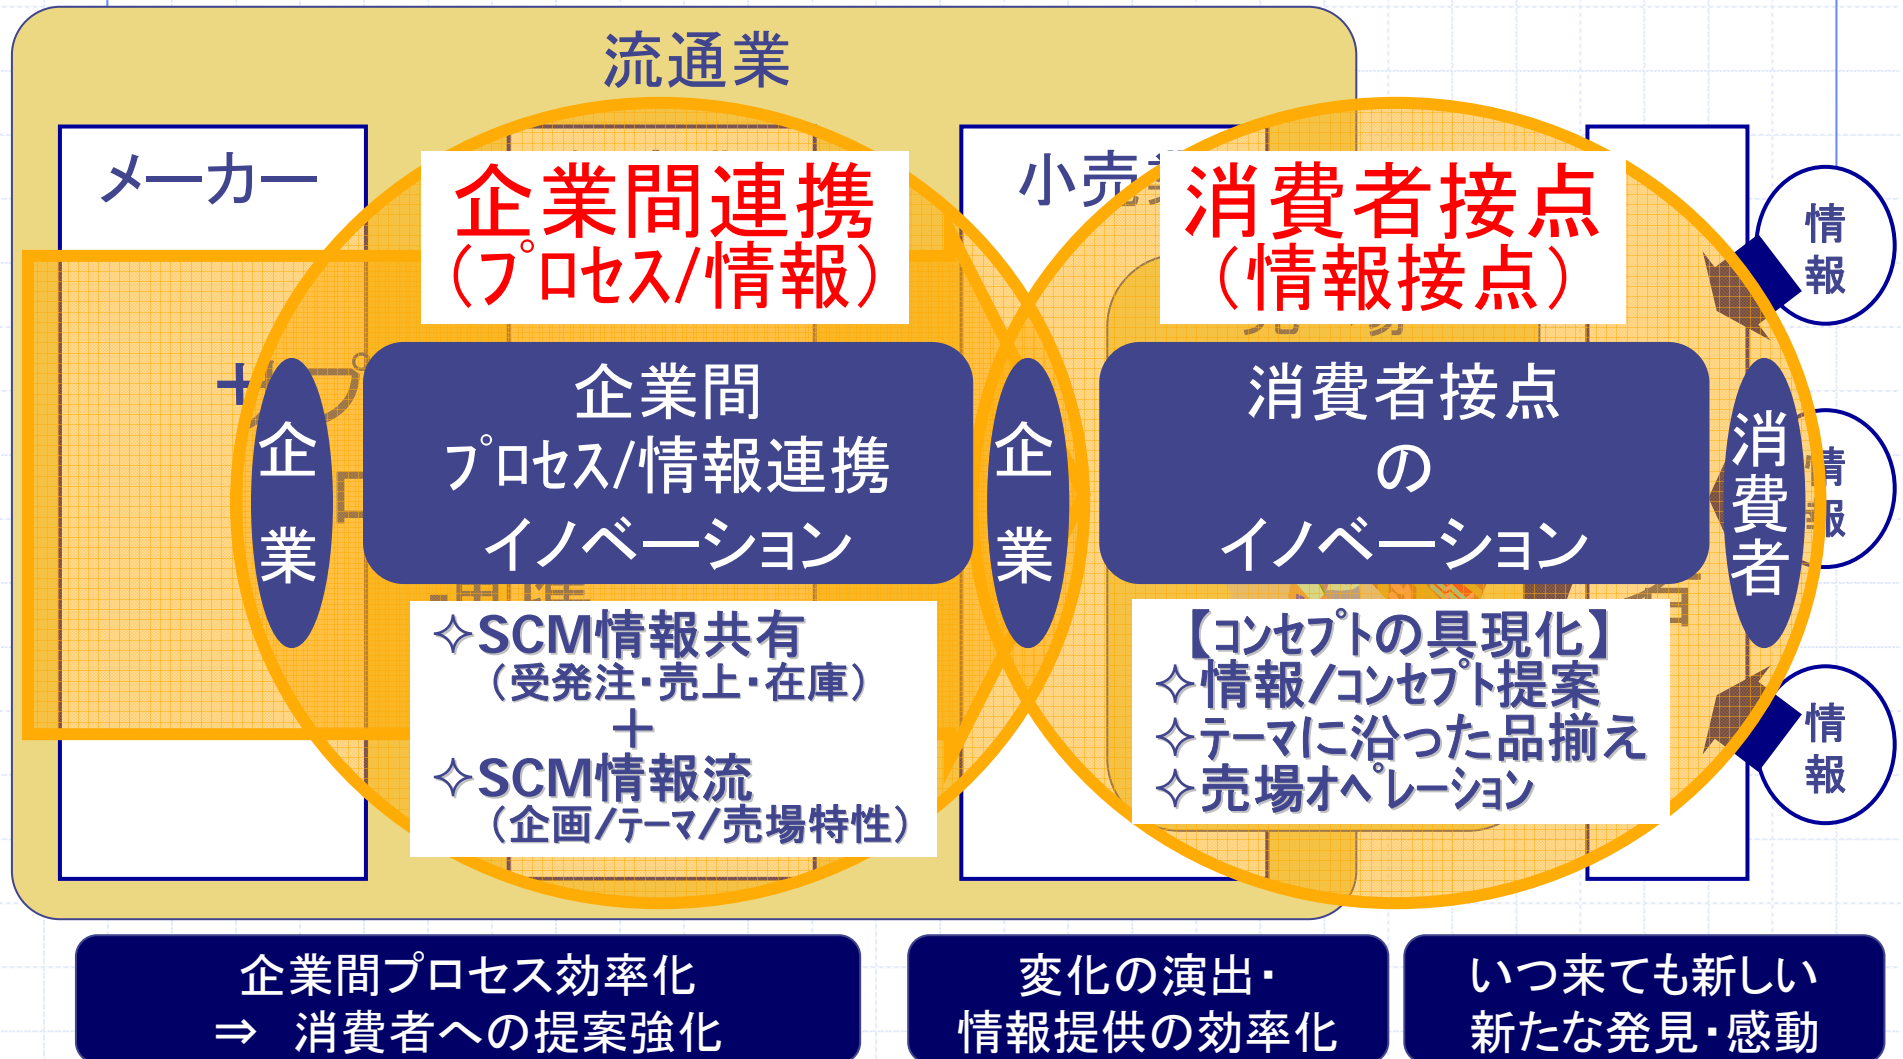 流通業
メーカー
小売
企業間連携
（プロセス/情報）
消費者接点
（情報接点）
情報
企業
企業間
プロセス/情報連携
イノベーション
企業
消費者接点
の
イノベーション
消費者
情報
✧SCM情報共有
（受発注・売上・在庫）
＋
✧SCM情報流
（企画/テーマ/売場特性）
【コンセプトの具現化】
✧情報/コンセプト提案
✧テーマに沿った品揃え
✧売場オペレーション
情報
企業間プロセス効率化
⇒ 消費者への提案強化
変化の演出・
情報提供の効率化
いつ来ても新しい
新たな発見・感動